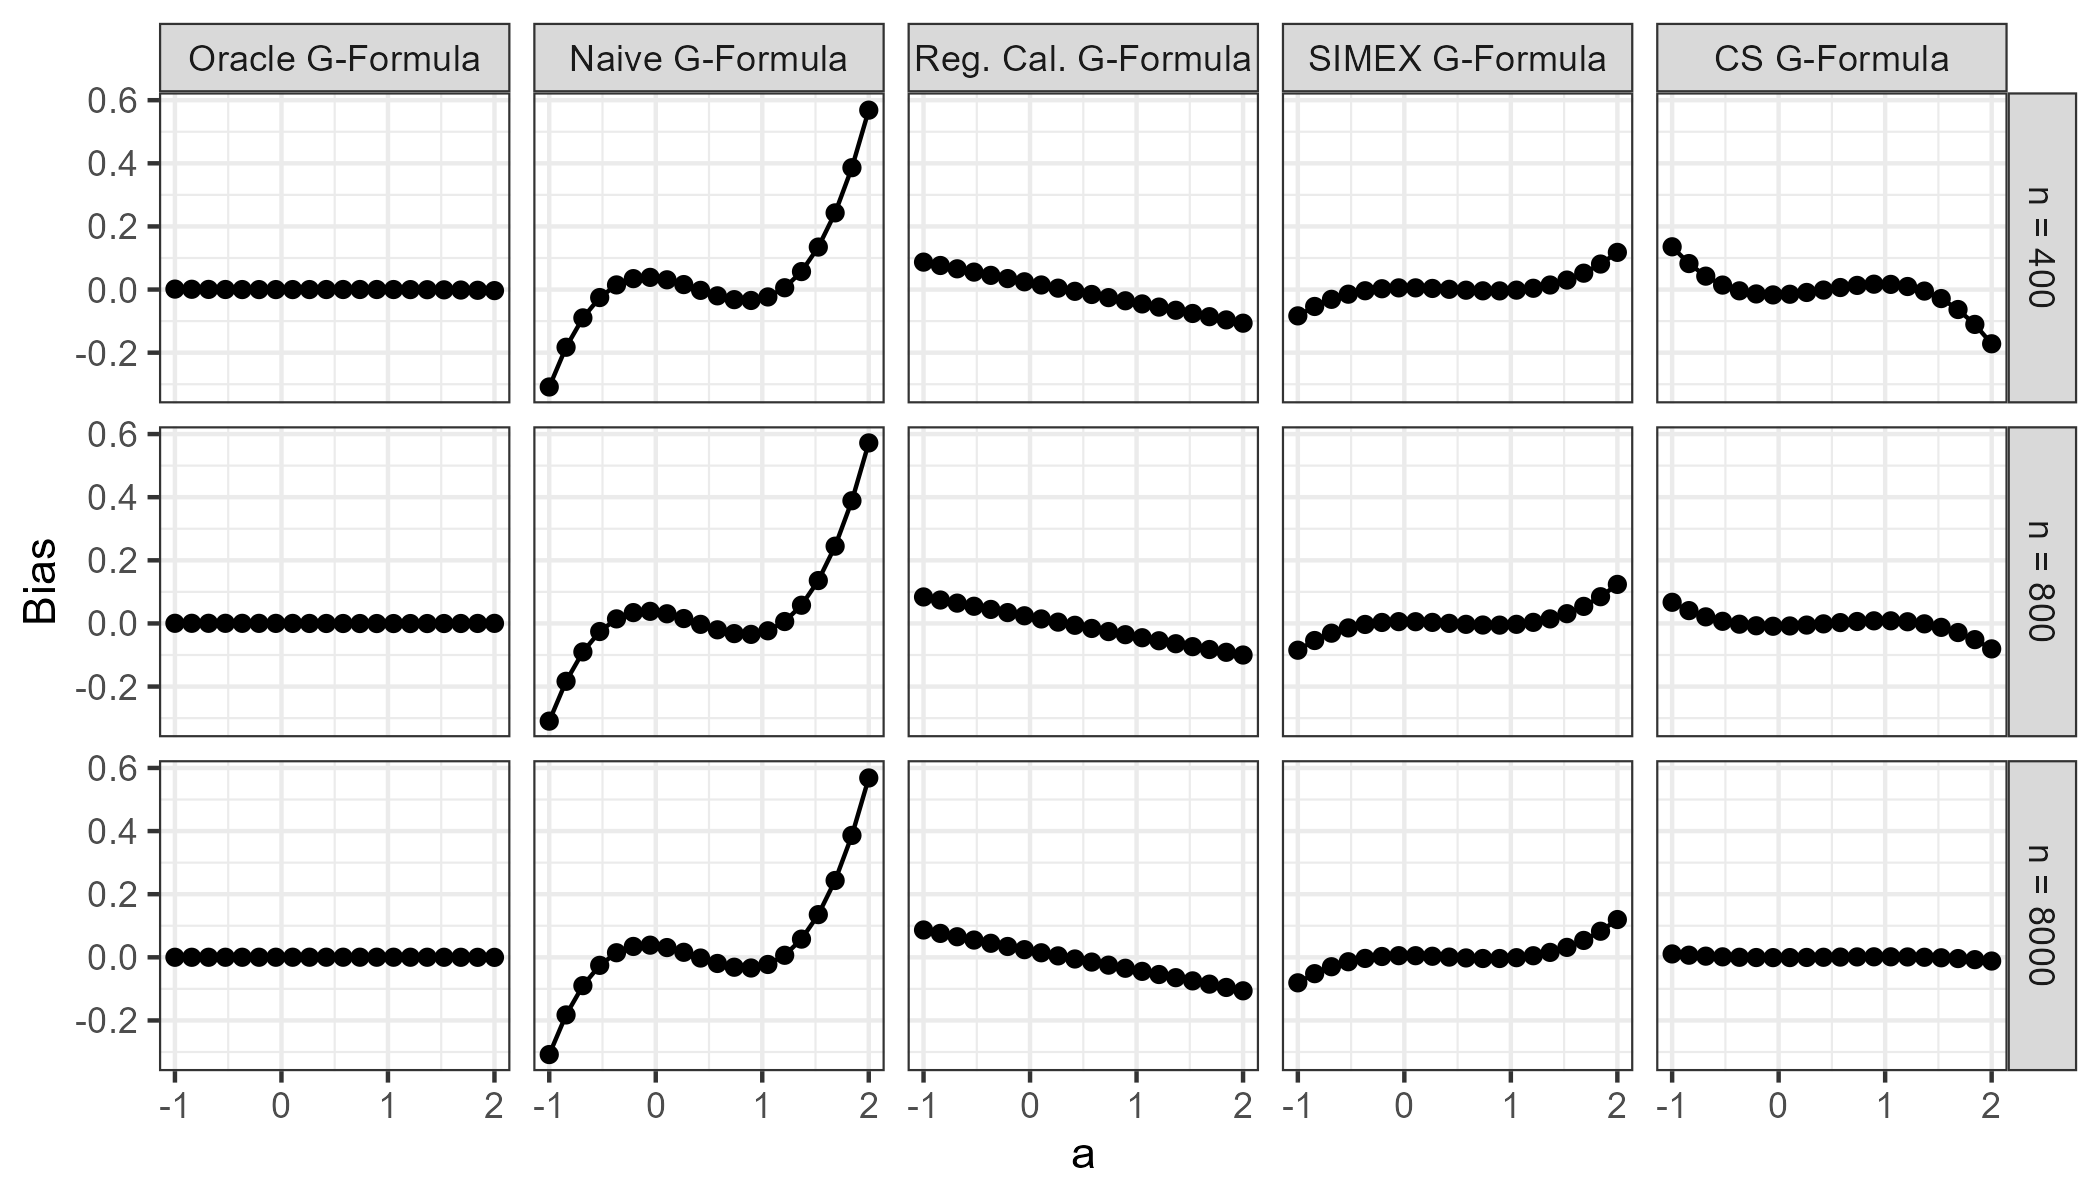 Oracle G-Formula
Naive G-Formula
Reg. Cal. G-Formula
SIMEX G-Formula
CS G-Formula
0.6
0.4
0.2
0.0
-0.2
n = 400
0.6
0.4
0.2
0.0
-0.2
n = 800
0.6
0.4
0.2
0.0
-0.2
n = 8000
Bias
-1 0 1 2
-1 0 1 2
-1 0 1 2
-1 0 1 2
-1 0 1 2
a